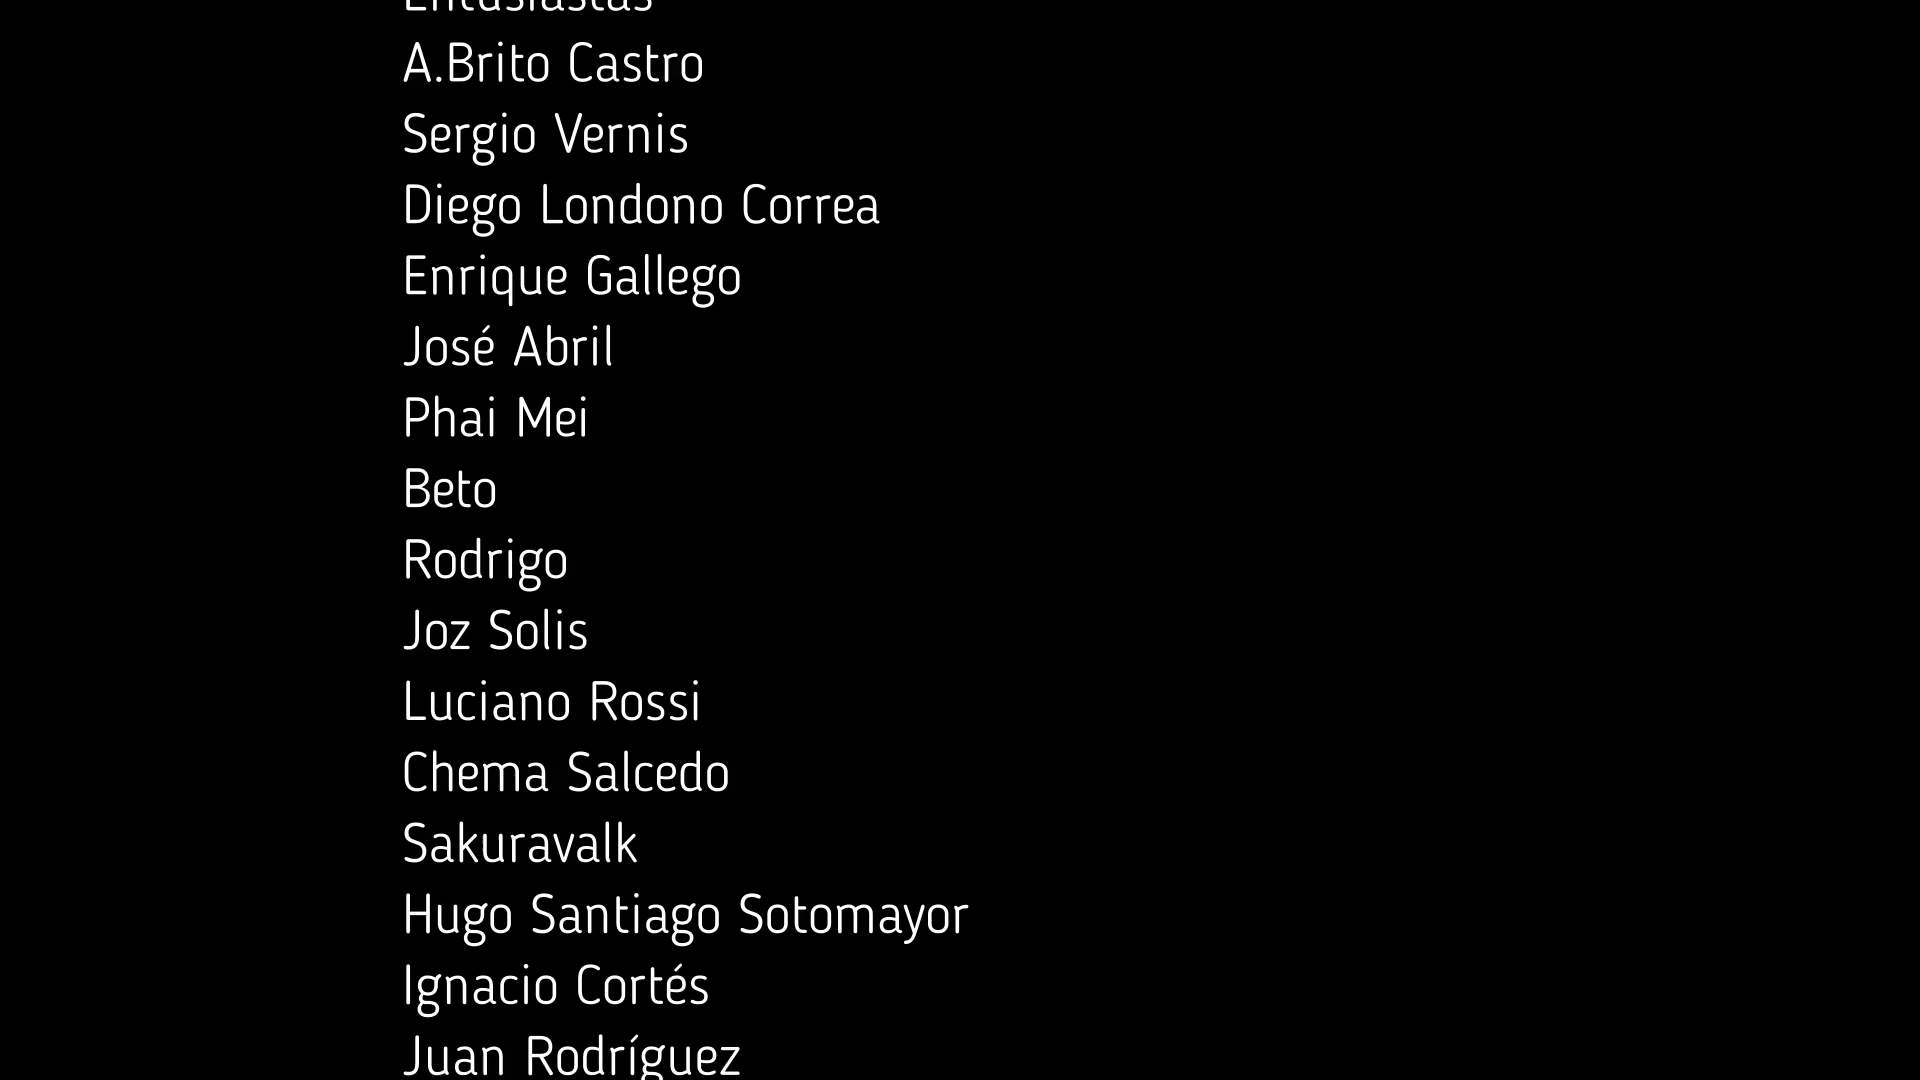 Entusiastas
A.Brito Castro
Sergio Vernis
Diego Londono Correa
Enrique Gallego
José Abril
Phai Mei
Beto
Rodrigo
Joz Solis
Luciano Rossi
Chema Salcedo
Sakuravalk
Hugo Santiago Sotomayor
Ignacio Cortés
Juan Rodríguez